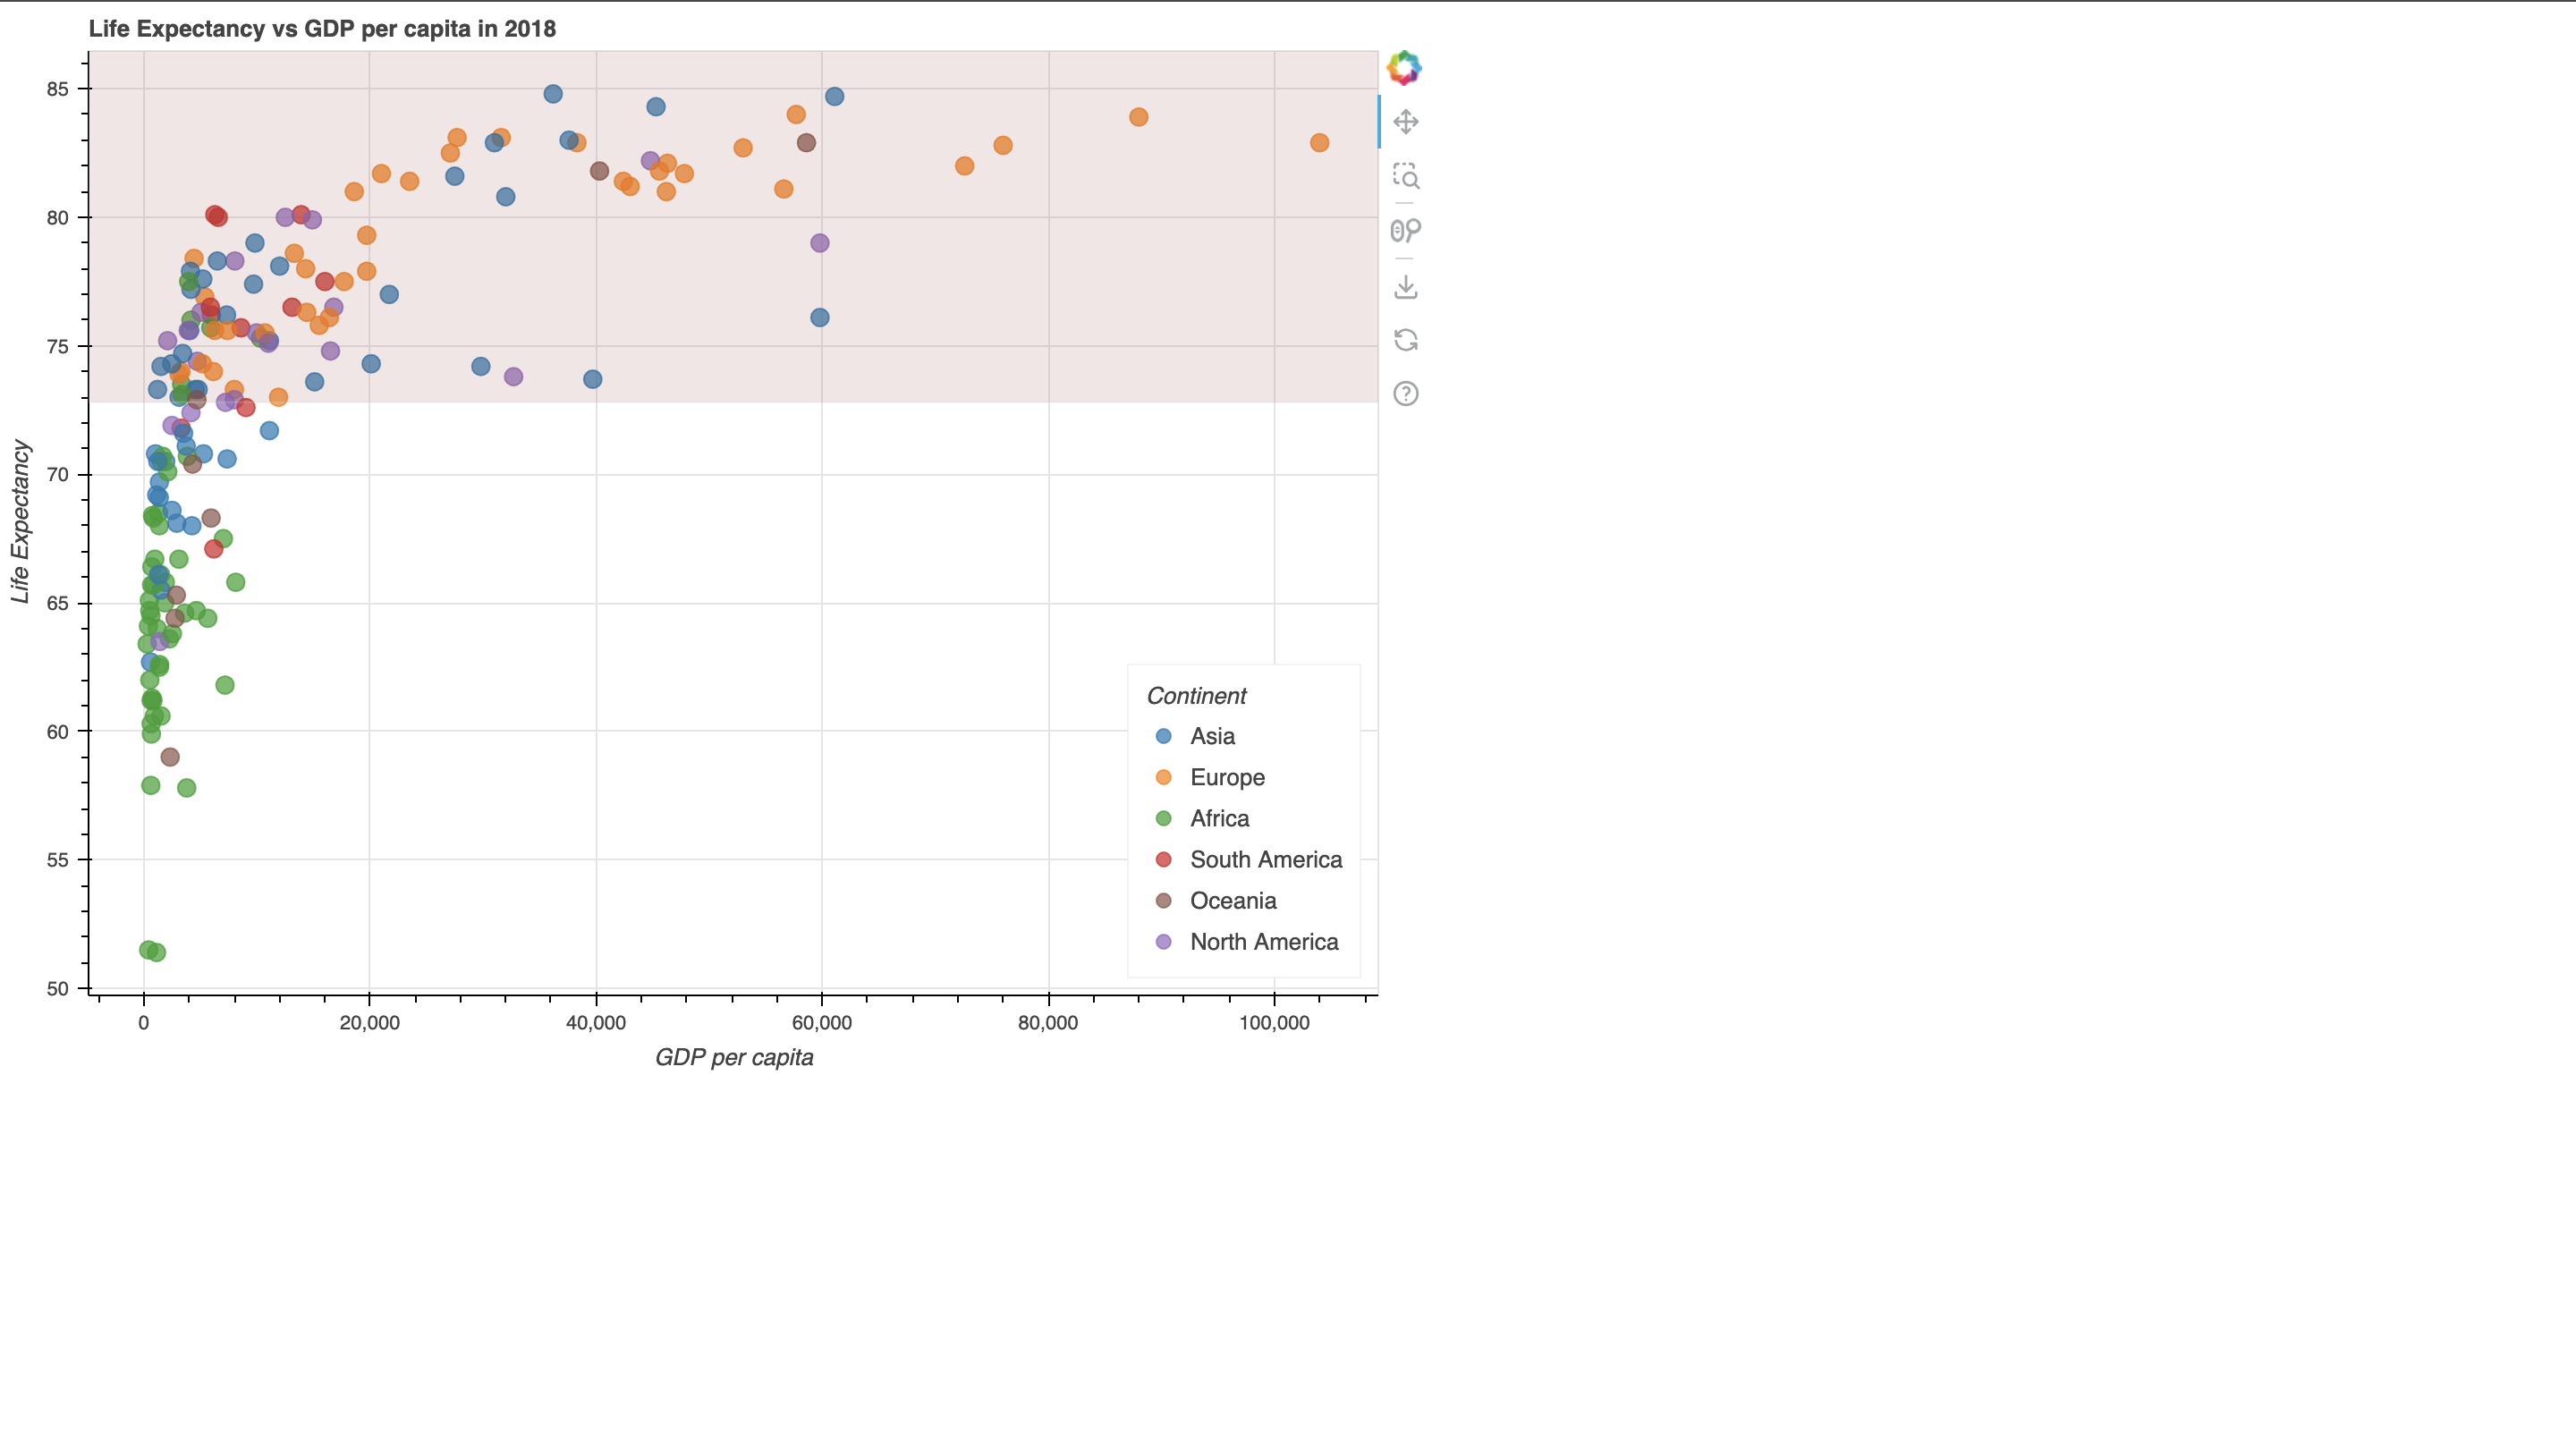 Life Expectancy vs GDP per capita in 2018
85
80
75
70
65
60
55
50
Life Expectancy
Continent
Asia
Europe
Africa
South America
Oceania
North America
0 20,000 40,000 60,000 80,000 100,000
GDP per capita